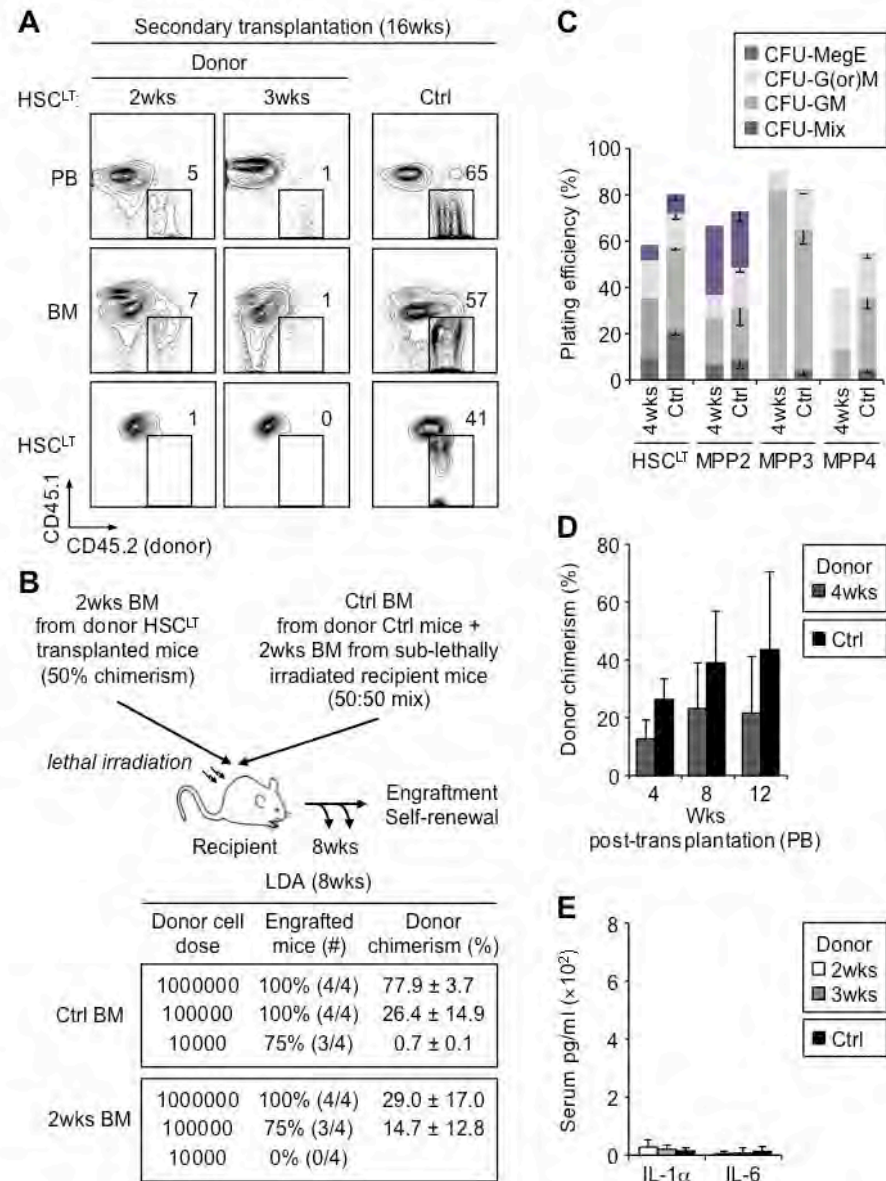 A
Secondary transplantation (16wks)
Donor
HSCLT: 2wks 3wks Ctrl
PB 5 1 65
BM 7 1 57
HSCLT 1 0 41
CD45.1
CD45.2 (donor)
B
2wks BM
from donor HSCLT
transplanted mice
(50% chimerism)
Ctrl BM
from donor Ctrl mice +
2wks BM from sub-lethally
irradiated recipient mice
(50:50 mix)
lethal irradiation
Recipient
8wks
Engraftment
Self-renewal
LDA (8wks)
Donor cell dose Engrafted mice (#) Donor chimerism (%)
Ctrl BM
1000000 100% (4/4) 77.9 ± 3.7
100000 100% (4/4) 26.4 ± 14.9
10000 75% (3/4) 0.7 ± 0.1
2wks BM
1000000 100% (4/4) 29.0 ± 17.0
100000 75% (3/4) 14.7 ± 12.8
10000 0% (0/4)
C
CFU-MegE
CFU-G(or)M
CFU-GM
CFU-Mix
Plating efficiency (%)
100
80
60
40
20
0
4wks Ctrl 4wks Ctrl 4wks Ctrl 4wks Ctrl
HSCLT MPP2 MPP3 MPP4
D
Donor chimerism (%)
80
60
40
20
0
4 8 12
Wks
post-transplantation (PB)
Donor
4wks
Ctrl
E
Serum pg/ml (×10²)
8
6
4
2
0
IL-1α IL-6
Donor
2wks
3wks
Ctrl